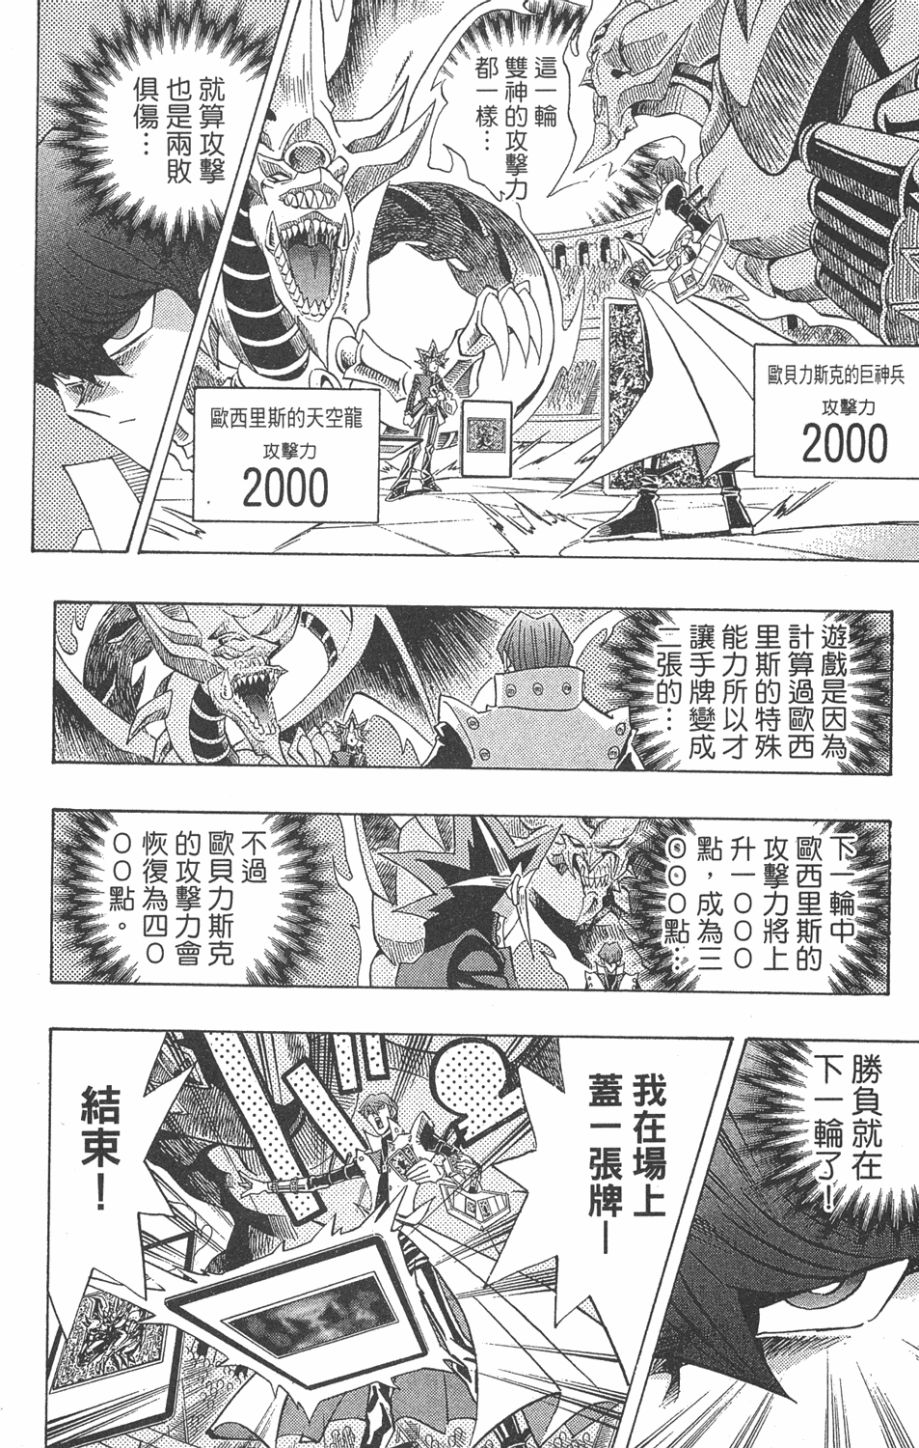 這一輪
雙神的攻擊力
都一樣…
就算攻擊
也是兩敗
俱傷…
歐貝力斯克的巨神兵
攻擊力
2000
歐西里斯的天空龍
攻擊力
2000
遊戲是因為
計算過歐西
里斯的特殊
能力所以才
讓手牌變成
二張的…
下一輪中
歐西里斯的
攻擊力將上
升一〇〇〇
點，成為三
〇〇〇點…
不過
歐貝力斯克
的攻擊力會
恢復為四〇
〇〇點。
勝負就在
下一輪了！
我在場上
蓋一張牌—
結束！